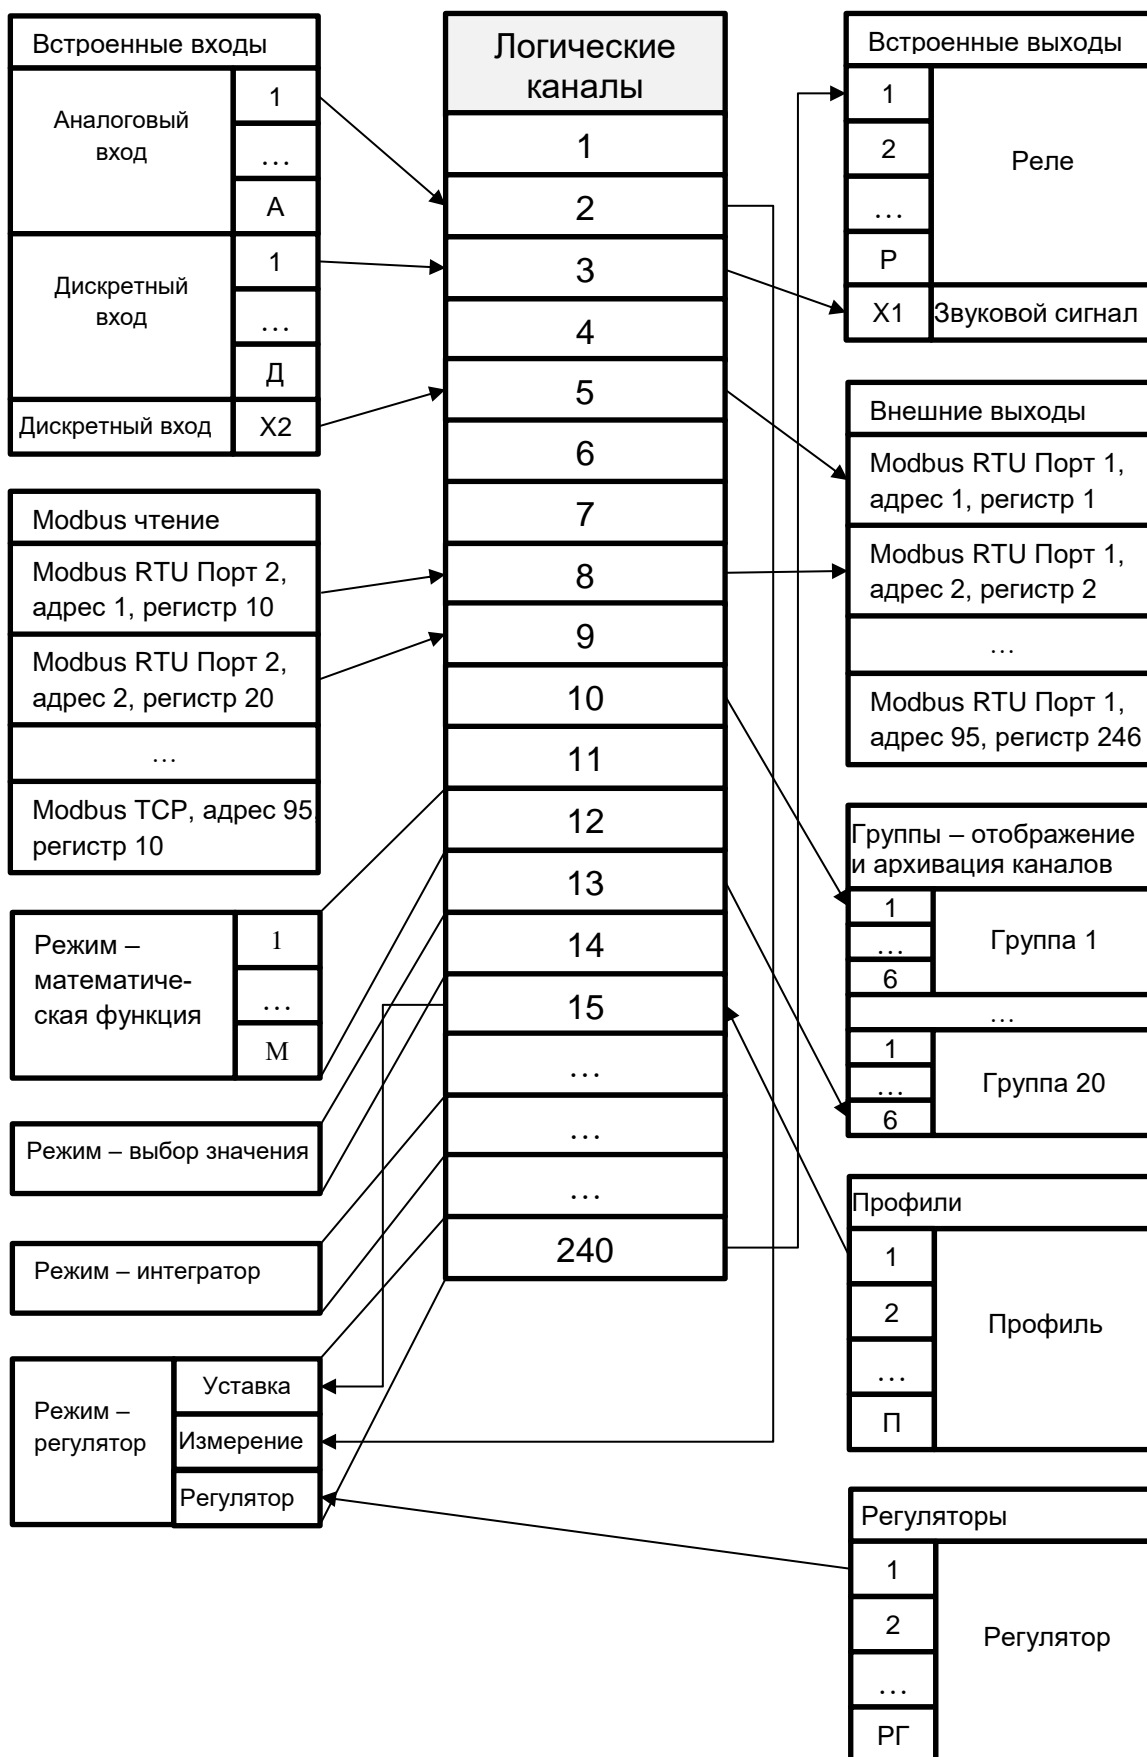 Встроенные входы
Аналоговый
вход
1
…
А
Дискретный
вход
1
…
Д
Дискретный вход
X2
Modbus чтение
Modbus RTU Порт 2,
адрес 1, регистр 10
Modbus RTU Порт 2,
адрес 2, регистр 20
…
Modbus TCP, адрес 95,
регистр 10
Режим –
математиче-
ская функция
1
…
М
Режим – выбор значения
Режим – интегратор
Режим –
регулятор
Уставка
Измерение
Регулятор
Логические
каналы
1
2
3
4
5
6
7
8
9
10
11
12
13
14
15
…
…
…
240
Встроенные выходы
1
2
…
Р
Реле
X1
Звуковой сигнал
Внешние выходы
Modbus RTU Порт 1,
адрес 1, регистр 1
Modbus RTU Порт 1,
адрес 2, регистр 2
…
Modbus RTU Порт 1,
адрес 95, регистр 246
Группы – отображение
и архивация каналов
1
…
6
Группа 1
…
1
…
6
Группа 20
Профили
1
2
…
П
Профиль
Регуляторы
1
2
…
РГ
Регулятор